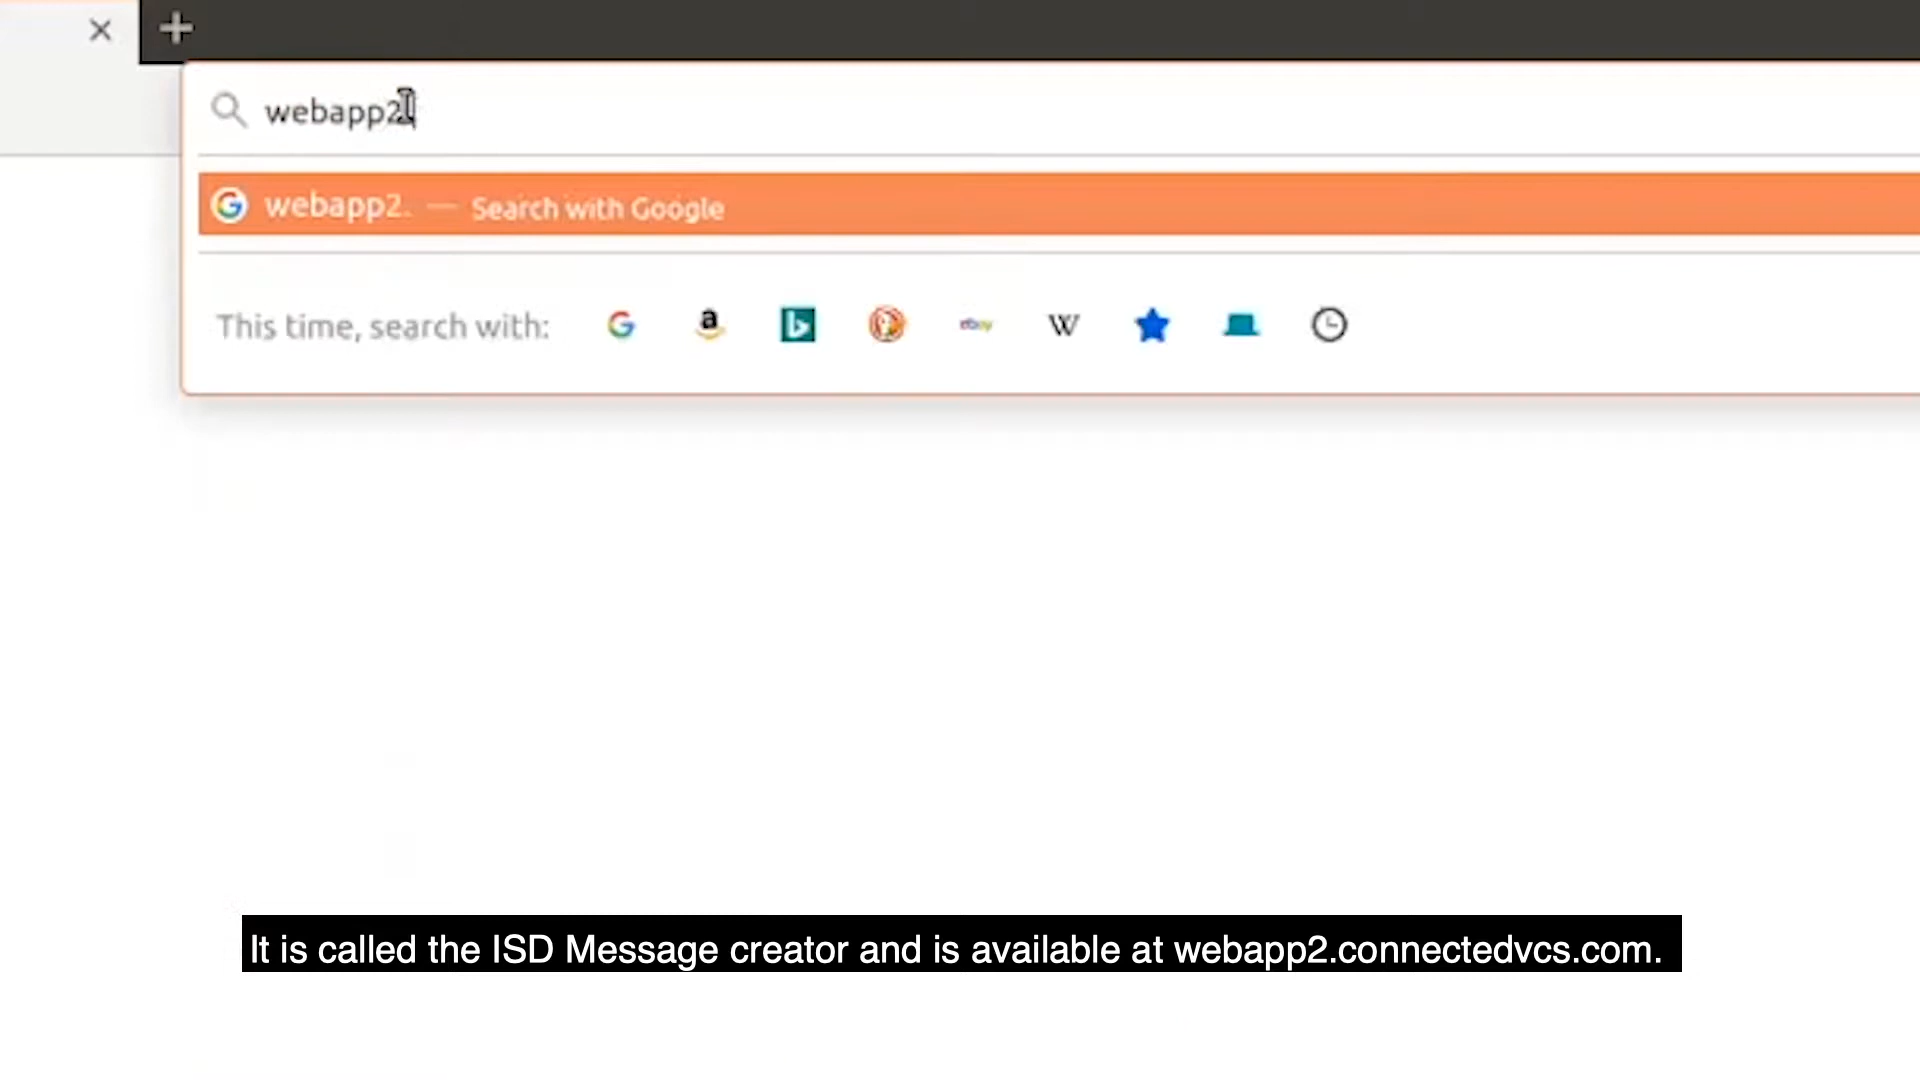 webapp2.
webapp2. — Search with Google
This time, search with:
It is called the ISD Message creator and is available at webapp2.connectedvcs.com.